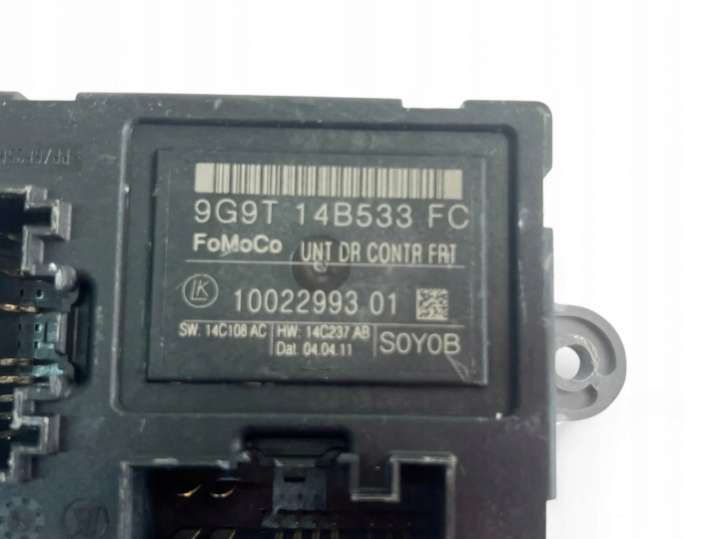 9G9T 14B533 FC
FoMoCo UNT DR CONTR FRT
LK 10022993 01
SW: 14C108 AC HW: 14C237 AB
Dat. 04.04.11 S0Y0B